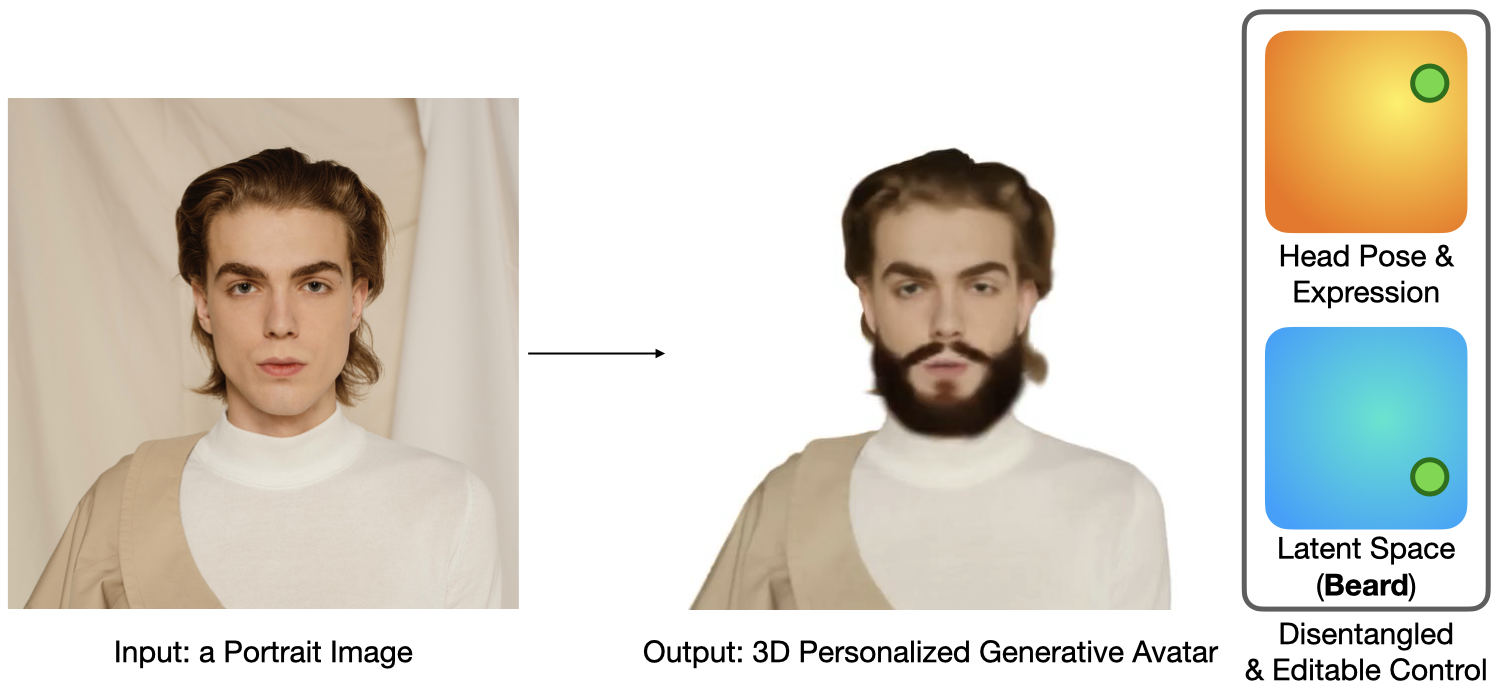 Head Pose &
Expression
Latent Space
(Beard)
Input: a Portrait Image
Output: 3D Personalized Generative Avatar
Disentangled
& Editable Control